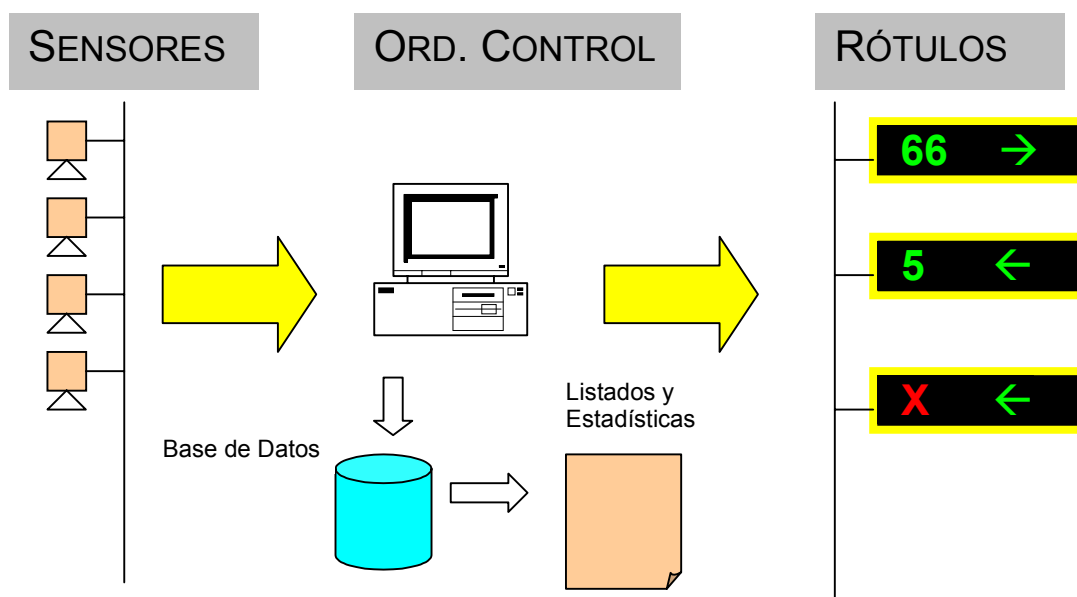 SENSORES
ORD. CONTROL
RÓTULOS
66 →
5 ←
X ←
Listados y
Estadísticas
Base de Datos